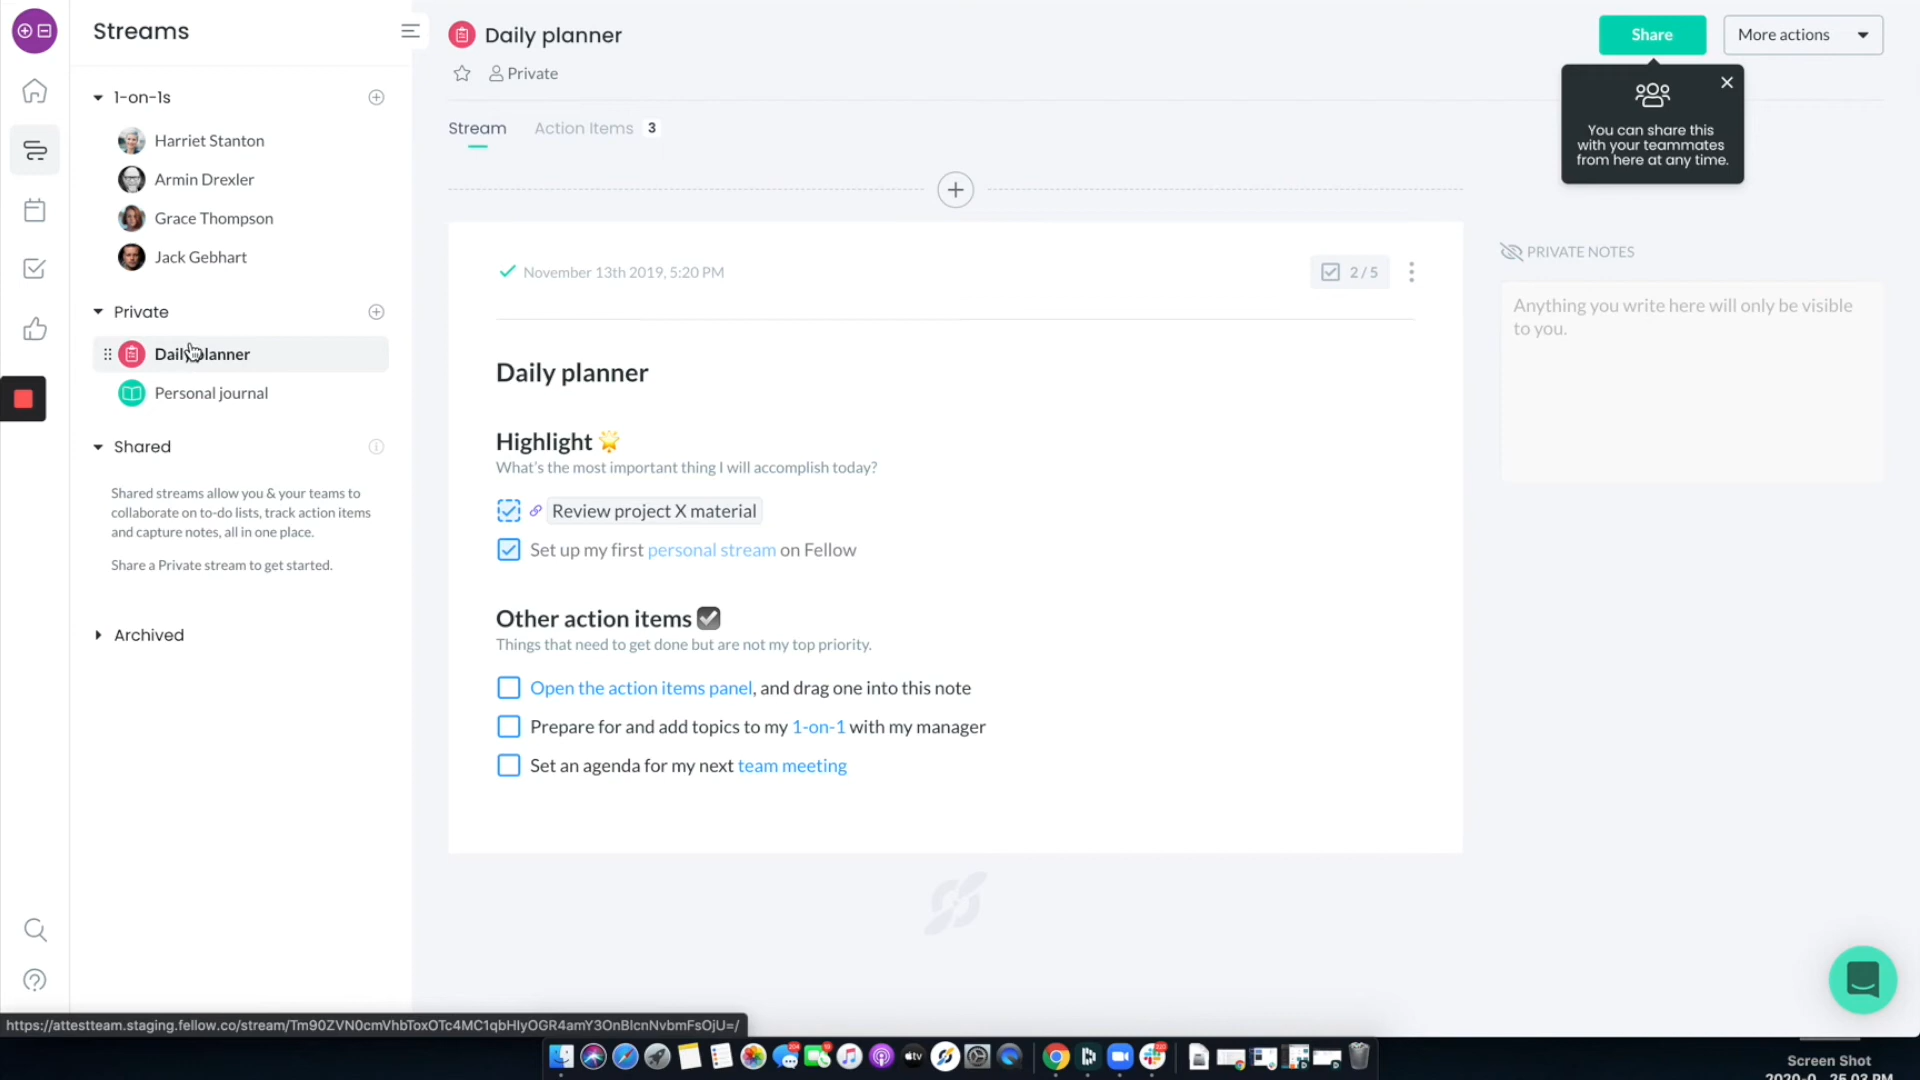 Streams
1-on-1s
Harriet Stanton
Armin Drexler
Grace Thompson
Jack Gebhart
Private
Daily planner
Personal journal
Shared
Shared streams allow you & your teams to
collaborate on to-do lists, track action items
and capture notes, all in one place.
Share a Private stream to get started.
Archived
Daily planner
Private
Share
More actions
You can share this
with your teammates
from here at any time.
Stream
Action Items 3
November 13th 2019, 5:20 PM
2/5
Daily planner
Highlight
What's the most important thing I will accomplish today?
Review project X material
Set up my first personal stream on Fellow
Other action items
Things that need to get done but are not my top priority.
Open the action items panel, and drag one into this note
Prepare for and add topics to my 1-on-1 with my manager
Set an agenda for my next team meeting
PRIVATE NOTES
Anything you write here will only be visible
to you.
tv
Screen Shot